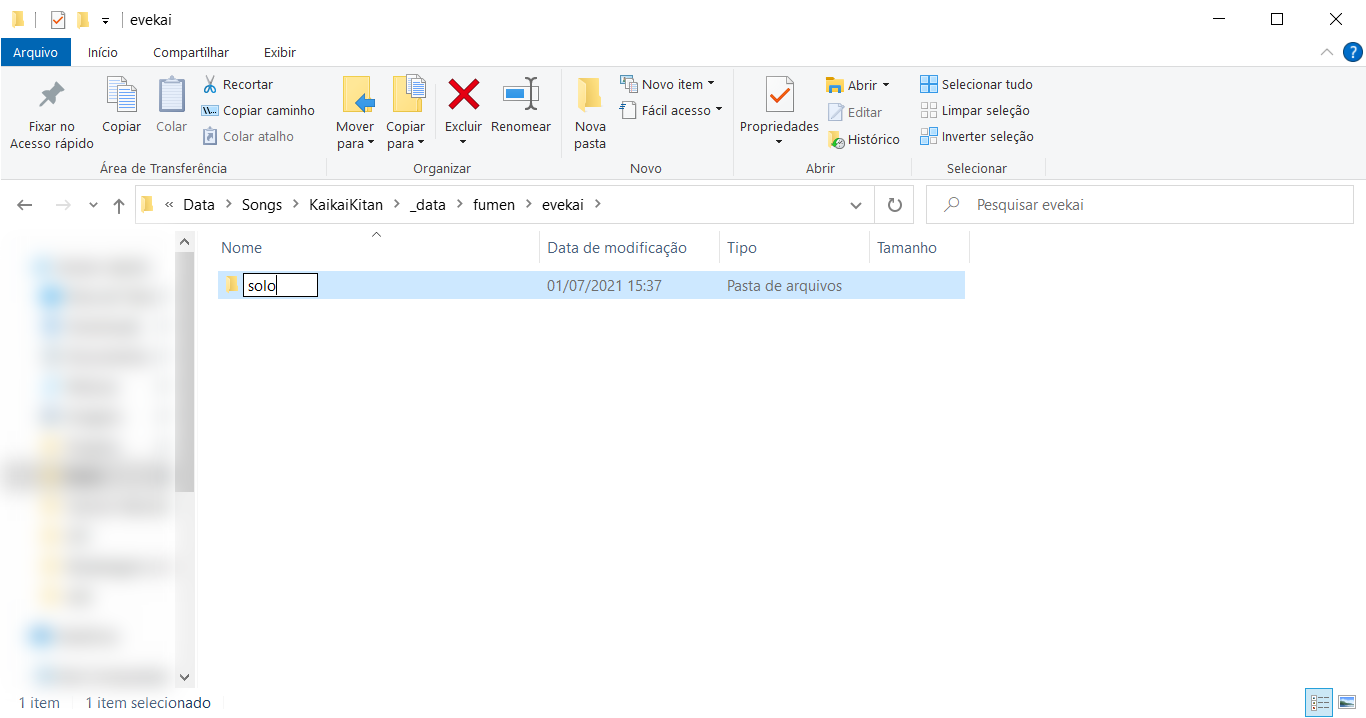 evekai
Arquivo Início Compartilhar Exibir ?
Fixar no
Acesso rápido
Copiar
Colar
Recortar
Copiar caminho
Colar atalho
Área de Transferência
Mover
para
Copiar
para
Excluir
Renomear
Organizar
Nova
pasta
Novo item
Fácil acesso
Novo
Propriedades
Abrir
Editar
Histórico
Abrir
Selecionar tudo
Limpar seleção
Inverter seleção
Selecionar
« Data > Songs > KaikaiKitan > _data > fumen > evekai >
Pesquisar evekai
Nome Data de modificação Tipo Tamanho
solo 01/07/2021 15:37 Pasta de arquivos
1 item 1 item selecionado